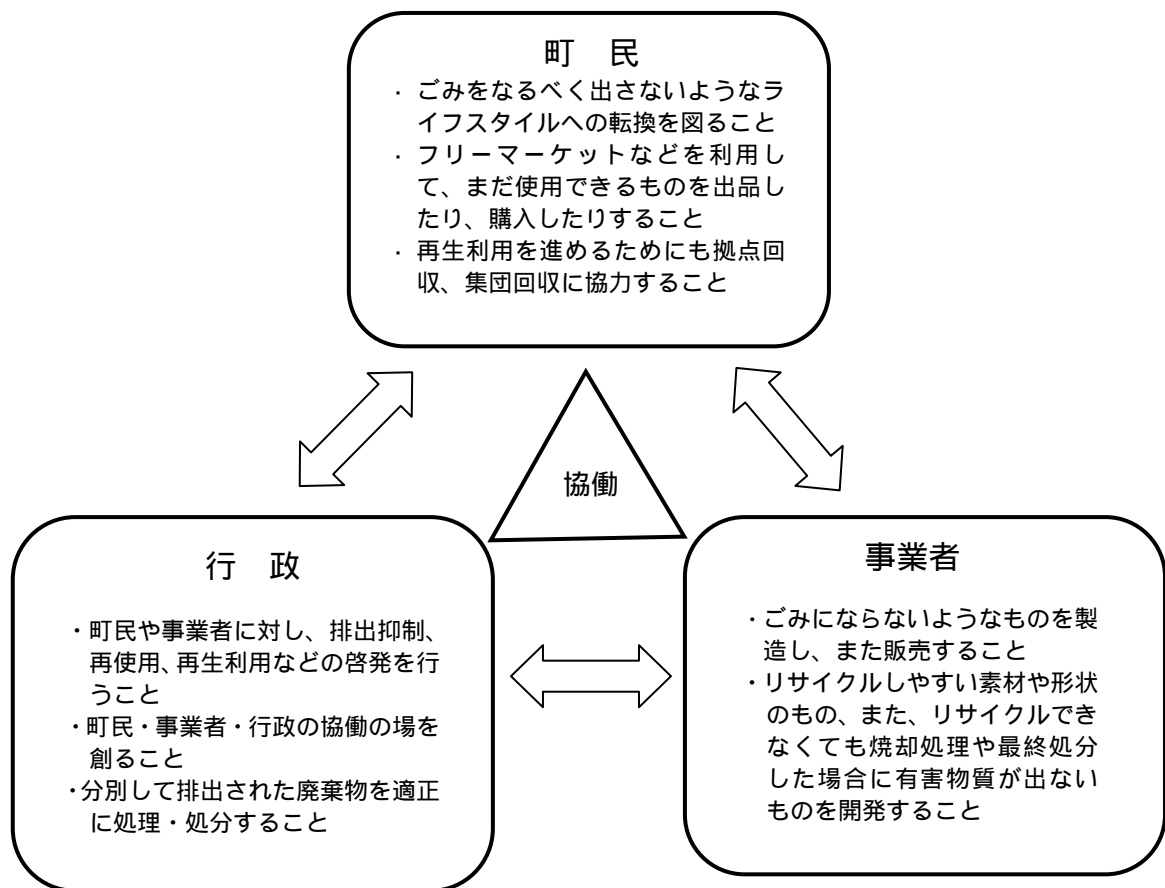 町　民
・ ごみをなるべく出さないようなラ
イフスタイルへの転換を図ること
・ フリーマーケットなどを利用し
て、まだ使用できるものを出品し
たり、購入したりすること
・ 再生利用を進めるためにも拠点回
収、集団回収に協力すること
協働
行　政
・町民や事業者に対し、排出抑制、
再使用、再生利用などの啓発を行
うこと
・町民・事業者・行政の協働の場を
創ること
・分別して排出された廃棄物を適正
に処理・処分すること
事業者
・ごみにならないようなものを製
造し、また販売すること
・リサイクルしやすい素材や形状
のもの、また、リサイクルでき
なくても焼却処理や最終処分
した場合に有害物質が出ない
ものを開発すること